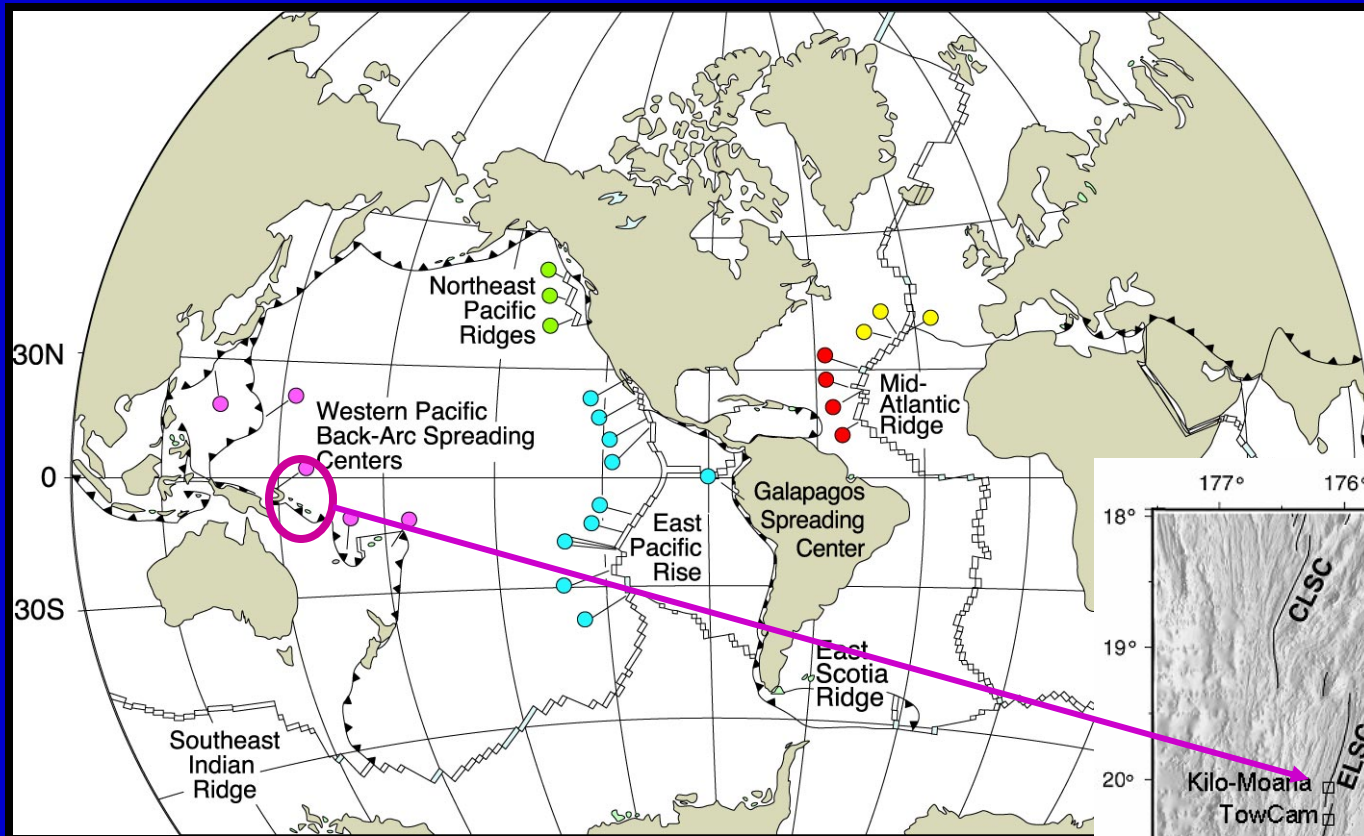 Northeast
Pacific
Ridges
30N
Mid-
Atlantic
Ridge
Western Pacific
Back-Arc Spreading
Centers
0
Galapagos
Spreading
Center
East
Pacific
Rise
30S
East
Scotia
Ridge
Southeast
Indian
Ridge
177° 176°
18°
CLSC
19°
ELSC
20°
Kilo-Moana
TowCam